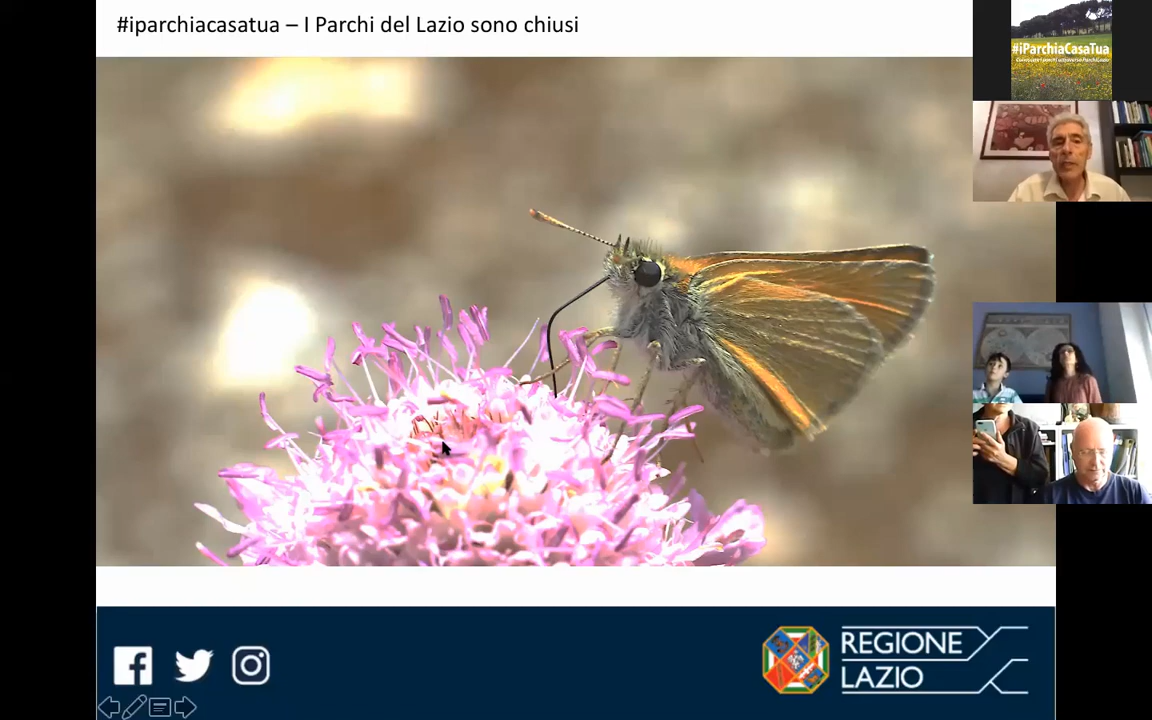 #iparchiacasatua – I Parchi del Lazio sono chiusi
#iParchiaCasaTua
REGIONE
LAZIO